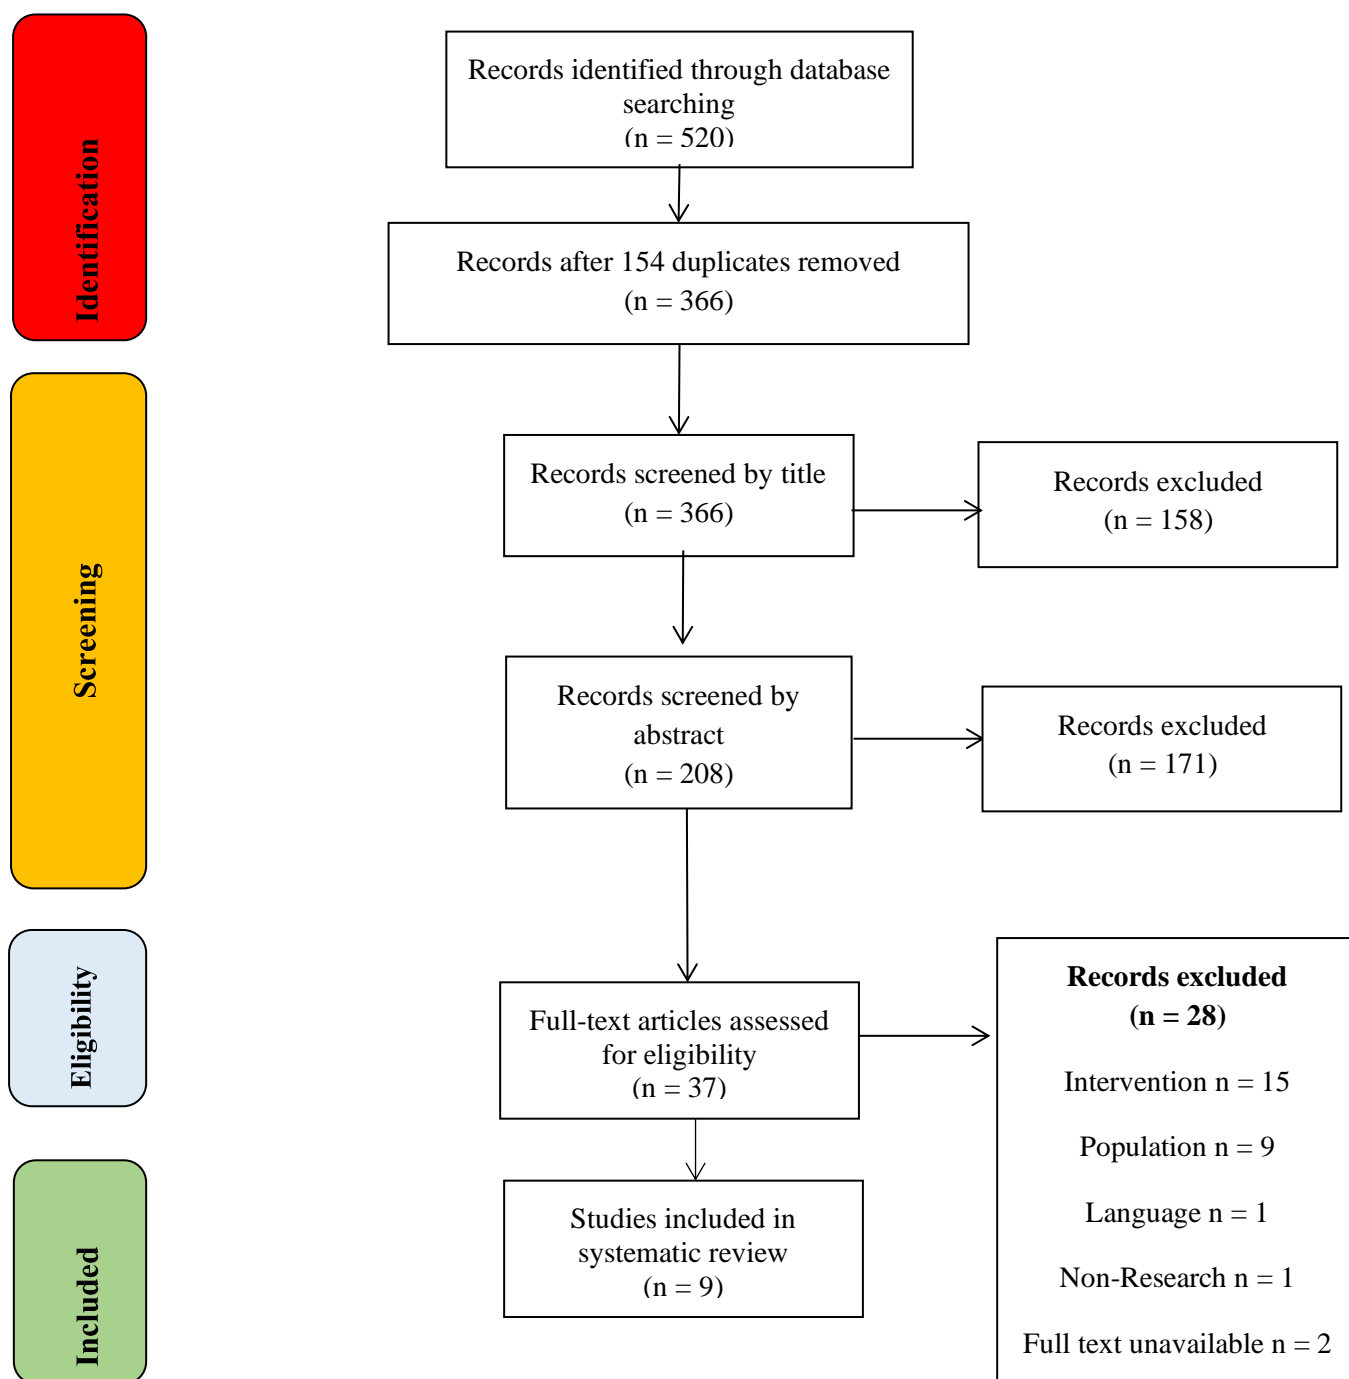 Identification
Records identified through database
searching
(n = 520)
Records after 154 duplicates removed
(n = 366)
Screening
Records screened by title
(n = 366)
Records excluded
(n = 158)
Records screened by
abstract
(n = 208)
Records excluded
(n = 171)
Eligibility
Full-text articles assessed
for eligibility
(n = 37)
Records excluded
(n = 28)
Intervention n = 15
Population n = 9
Language n = 1
Non-Research n = 1
Full text unavailable n = 2
Included
Studies included in
systematic review
(n = 9)